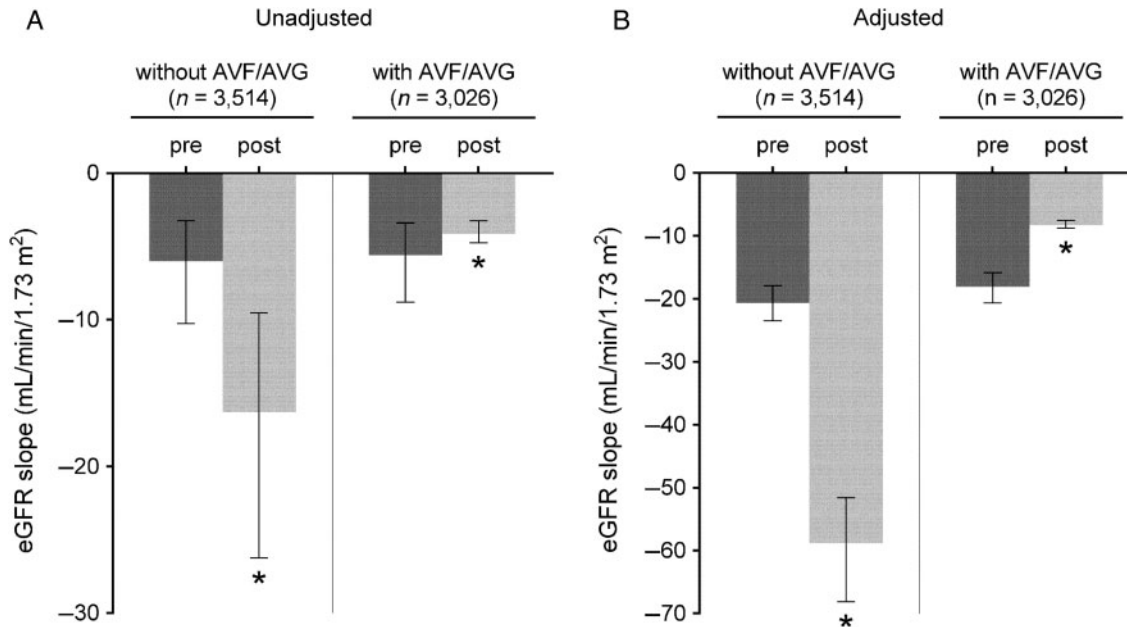 A
Unadjusted
without AVF/AVG
(n = 3,514)
with AVF/AVG
(n = 3,026)
pre
post
pre
post
0
–10
–20
–30
eGFR slope (mL/min/1.73 m²)
*
*
B
Adjusted
without AVF/AVG
(n = 3,514)
with AVF/AVG
(n = 3,026)
pre
post
pre
post
0
–10
–20
–30
–40
–50
–60
–70
eGFR slope (mL/min/1.73 m²)
*
*